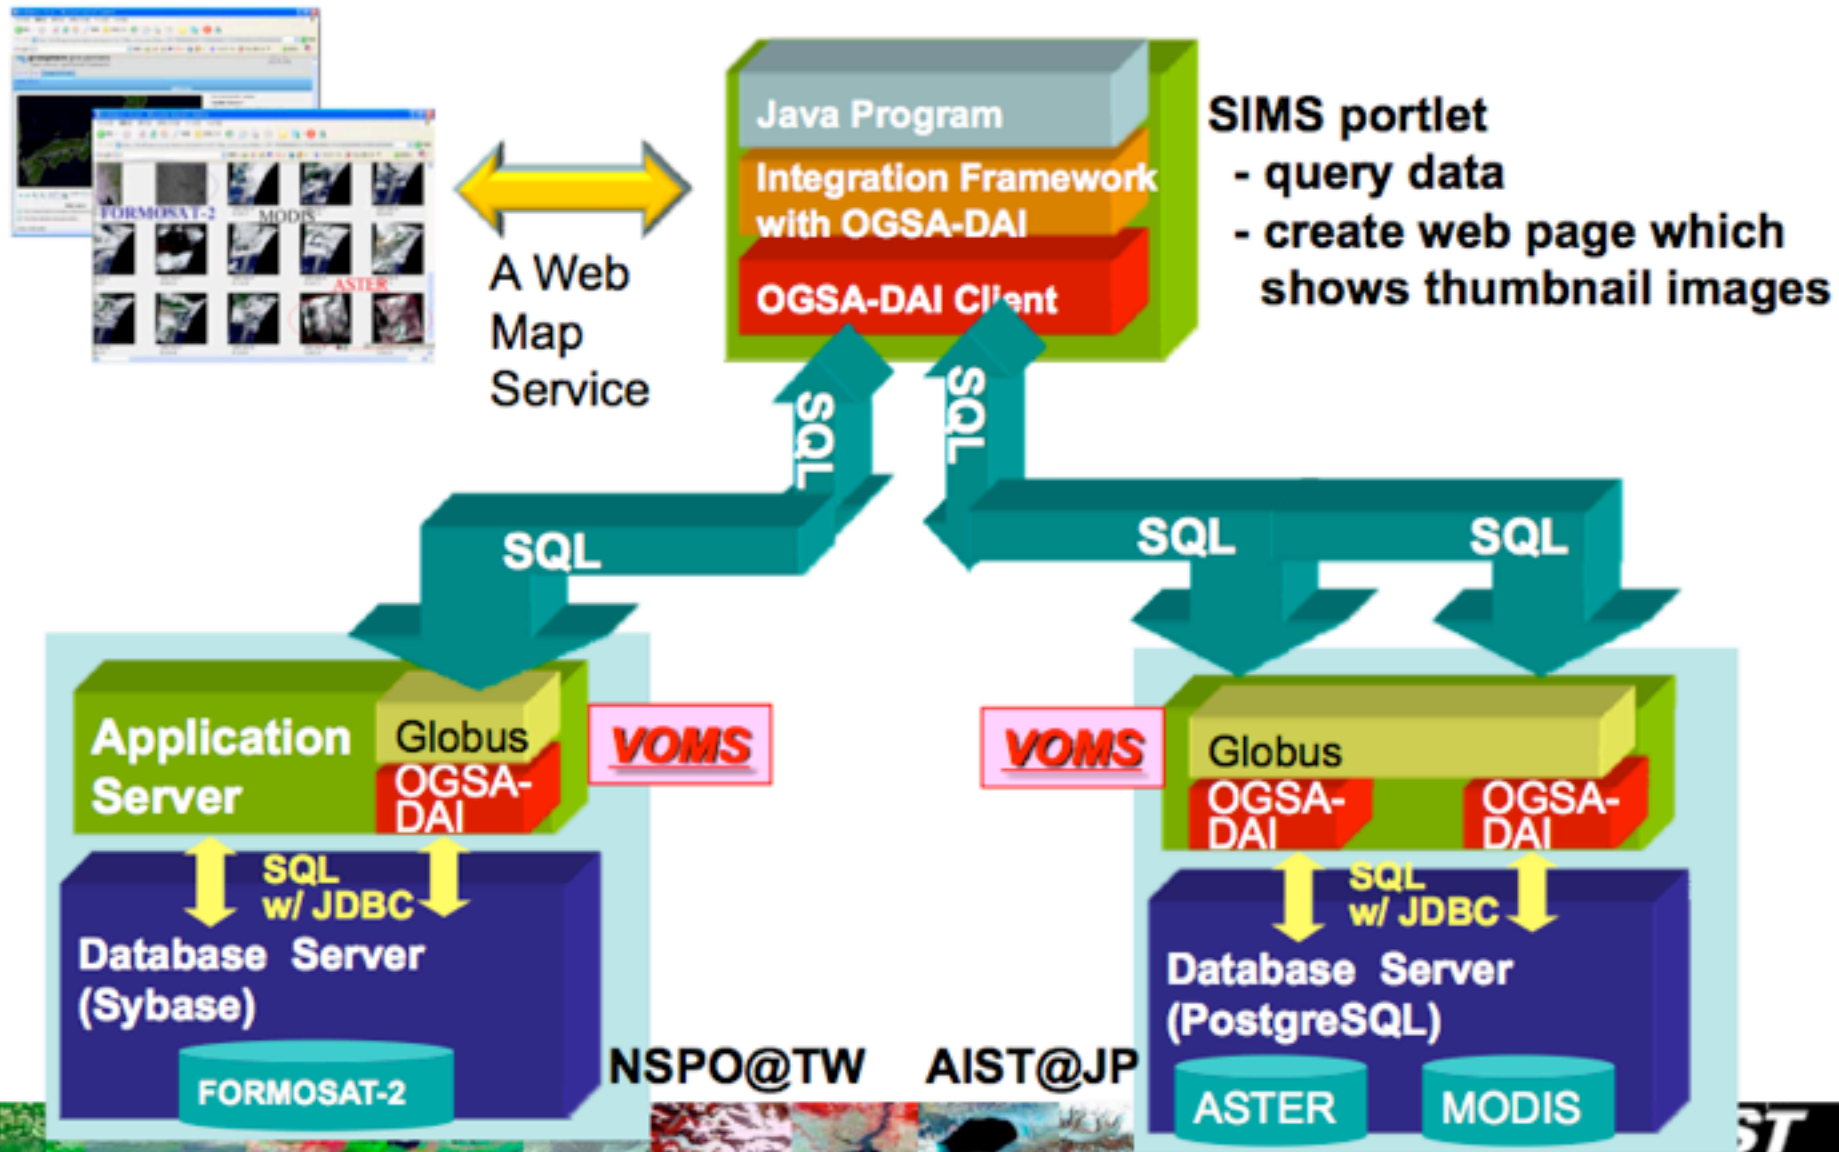 FORMOSAT-2
MODIS
ASTER
A Web
Map
Service
Java Program
Integration Framework
with OGSA-DAI
OGSA-DAI Client
SIMS portlet
- query data
- create web page which
shows thumbnail images
SQL
SQL
SQL
SQL
SQL
Application
Server
Globus
OGSA-
DAI
VOMS
SQL
w/ JDBC
Database Server
(Sybase)
FORMOSAT-2
NSPO@TW
AIST@JP
VOMS
Globus
OGSA-
DAI
OGSA-
DAI
SQL
w/ JDBC
Database Server
(PostgreSQL)
ASTER
MODIS
ST